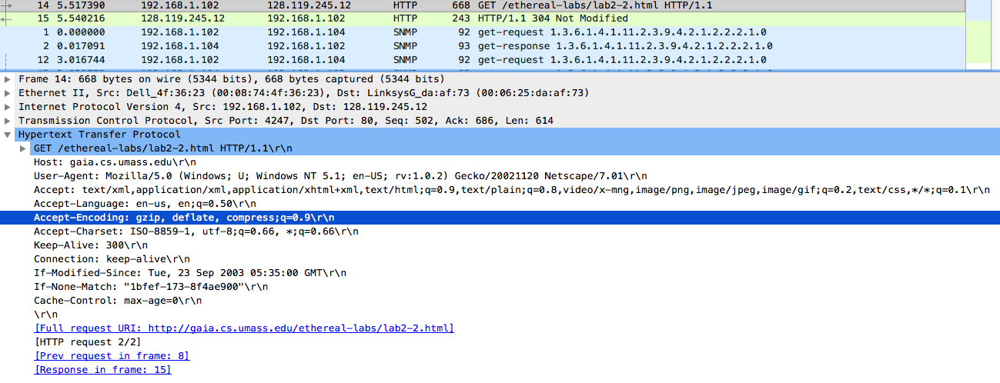 14 5.517390 192.168.1.102 128.119.245.12 HTTP 668 GET /ethereal-labs/lab2-2.html HTTP/1.1
15 5.540216 128.119.245.12 192.168.1.102 HTTP 243 HTTP/1.1 304 Not Modified
1 0.000000 192.168.1.102 192.168.1.104 SNMP 92 get-request 1.3.6.1.4.1.11.2.3.9.4.2.1.2.2.2.1.0
2 0.017091 192.168.1.104 192.168.1.102 SNMP 93 get-response 1.3.6.1.4.1.11.2.3.9.4.2.1.2.2.2.1.0
12 3.016744 192.168.1.102 192.168.1.104 SNMP 92 get-request 1.3.6.1.4.1.11.2.3.9.4.2.1.2.2.2.1.0
Frame 14: 668 bytes on wire (5344 bits), 668 bytes captured (5344 bits)
Ethernet II, Src: Dell_4f:36:23 (00:08:74:4f:36:23), Dst: LinksysG_da:af:73 (00:06:25:da:af:73)
Internet Protocol Version 4, Src: 192.168.1.102, Dst: 128.119.245.12
Transmission Control Protocol, Src Port: 4247, Dst Port: 80, Seq: 502, Ack: 686, Len: 614
Hypertext Transfer Protocol
GET /ethereal-labs/lab2-2.html HTTP/1.1\r\n
Host: gaia.cs.umass.edu\r\n
User-Agent: Mozilla/5.0 (Windows; U; Windows NT 5.1; en-US; rv:1.0.2) Gecko/20021120 Netscape/7.01\r\n
Accept: text/xml,application/xml,application/xhtml+xml,text/html;q=0.9,text/plain;q=0.8,video/x-mng,image/png,image/jpeg,image/gif;q=0.2,text/css,*/*;q=0.1\r\n
Accept-Language: en-us, en;q=0.50\r\n
Accept-Encoding: gzip, deflate, compress;q=0.9\r\n
Accept-Charset: ISO-8859-1, utf-8;q=0.66, *;q=0.66\r\n
Keep-Alive: 300\r\n
Connection: keep-alive\r\n
If-Modified-Since: Tue, 23 Sep 2003 05:35:00 GMT\r\n
If-None-Match: "1bfef-173-8f4ae900"\r\n
Cache-Control: max-age=0\r\n
\r\n
[Full request URI: http://gaia.cs.umass.edu/ethereal-labs/lab2-2.html]
[HTTP request 2/2]
[Prev request in frame: 8]
[Response in frame: 15]